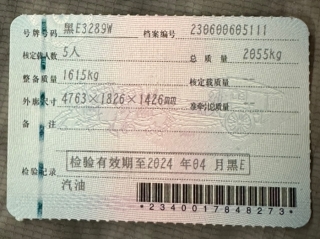 号牌号码 黑E3289W 档案编号 230600605111
核定载人数 5人 总质量 2055kg
整备质量 1615kg 核定载质量
外廓尺寸 4763×1826×1426mm 准牵引总质量
备注
检验有效期至2024年04月黑E
检验记录
汽油
*2340017848273*